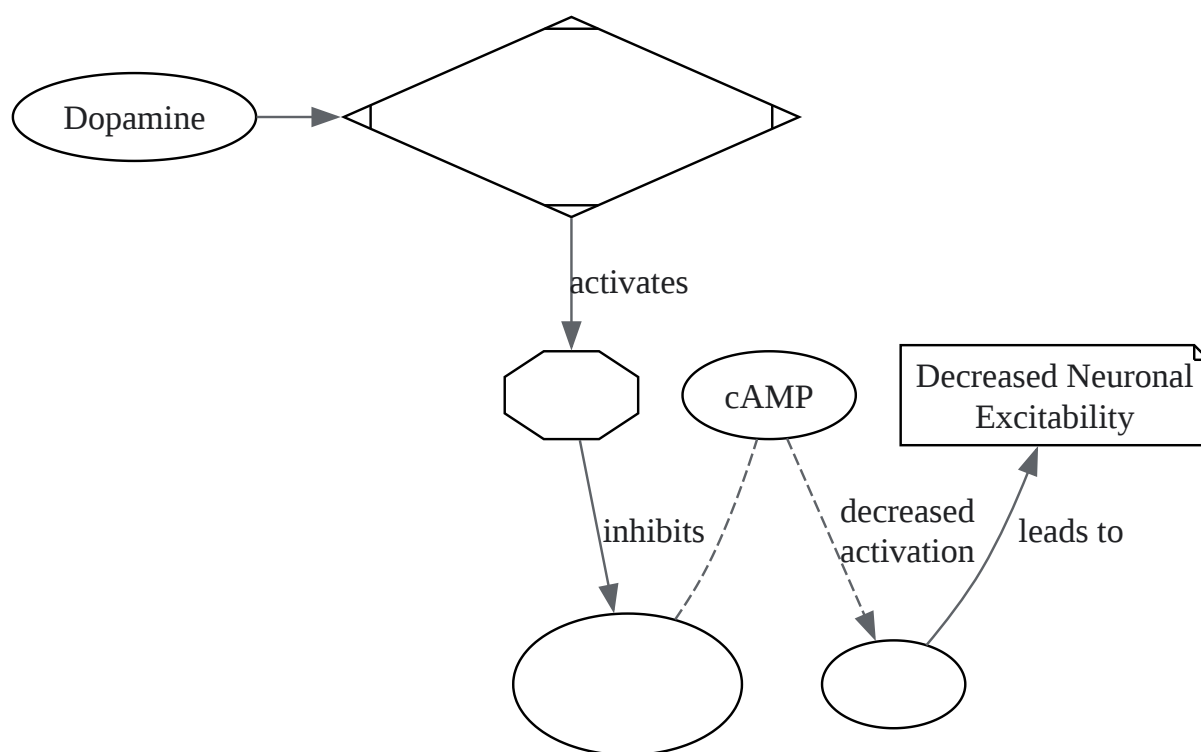 Dopamine
activates
cAMP
Decreased Neuronal
Excitability
inhibits
decreased
activation
leads to